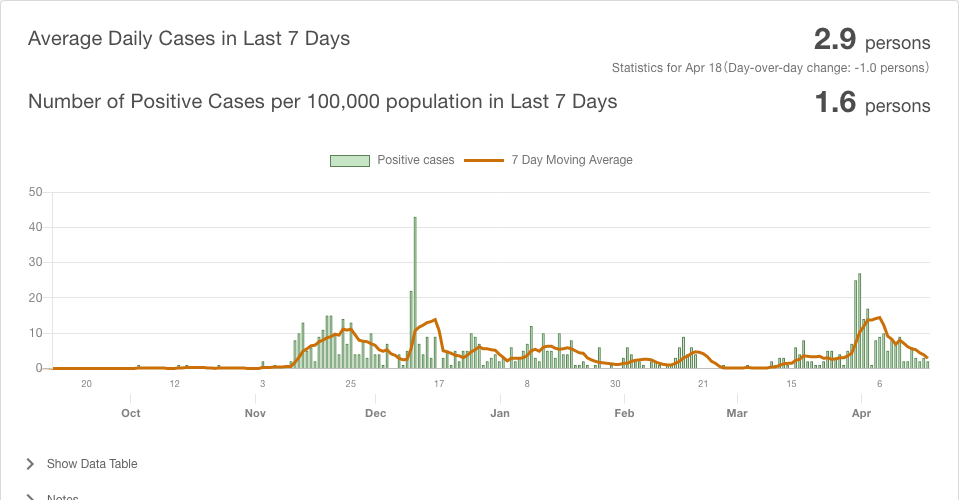 Average Daily Cases in Last 7 Days
2.9 persons
Statistics for Apr 18(Day-over-day change: -1.0 persons)
Number of Positive Cases per 100,000 population in Last 7 Days
1.6 persons
Positive cases 7 Day Moving Average
50
40
30
20
10
0
20 12 3 25 17 8 30 21 15 6
Oct Nov Dec Jan Feb Mar Apr
Show Data Table
Notes